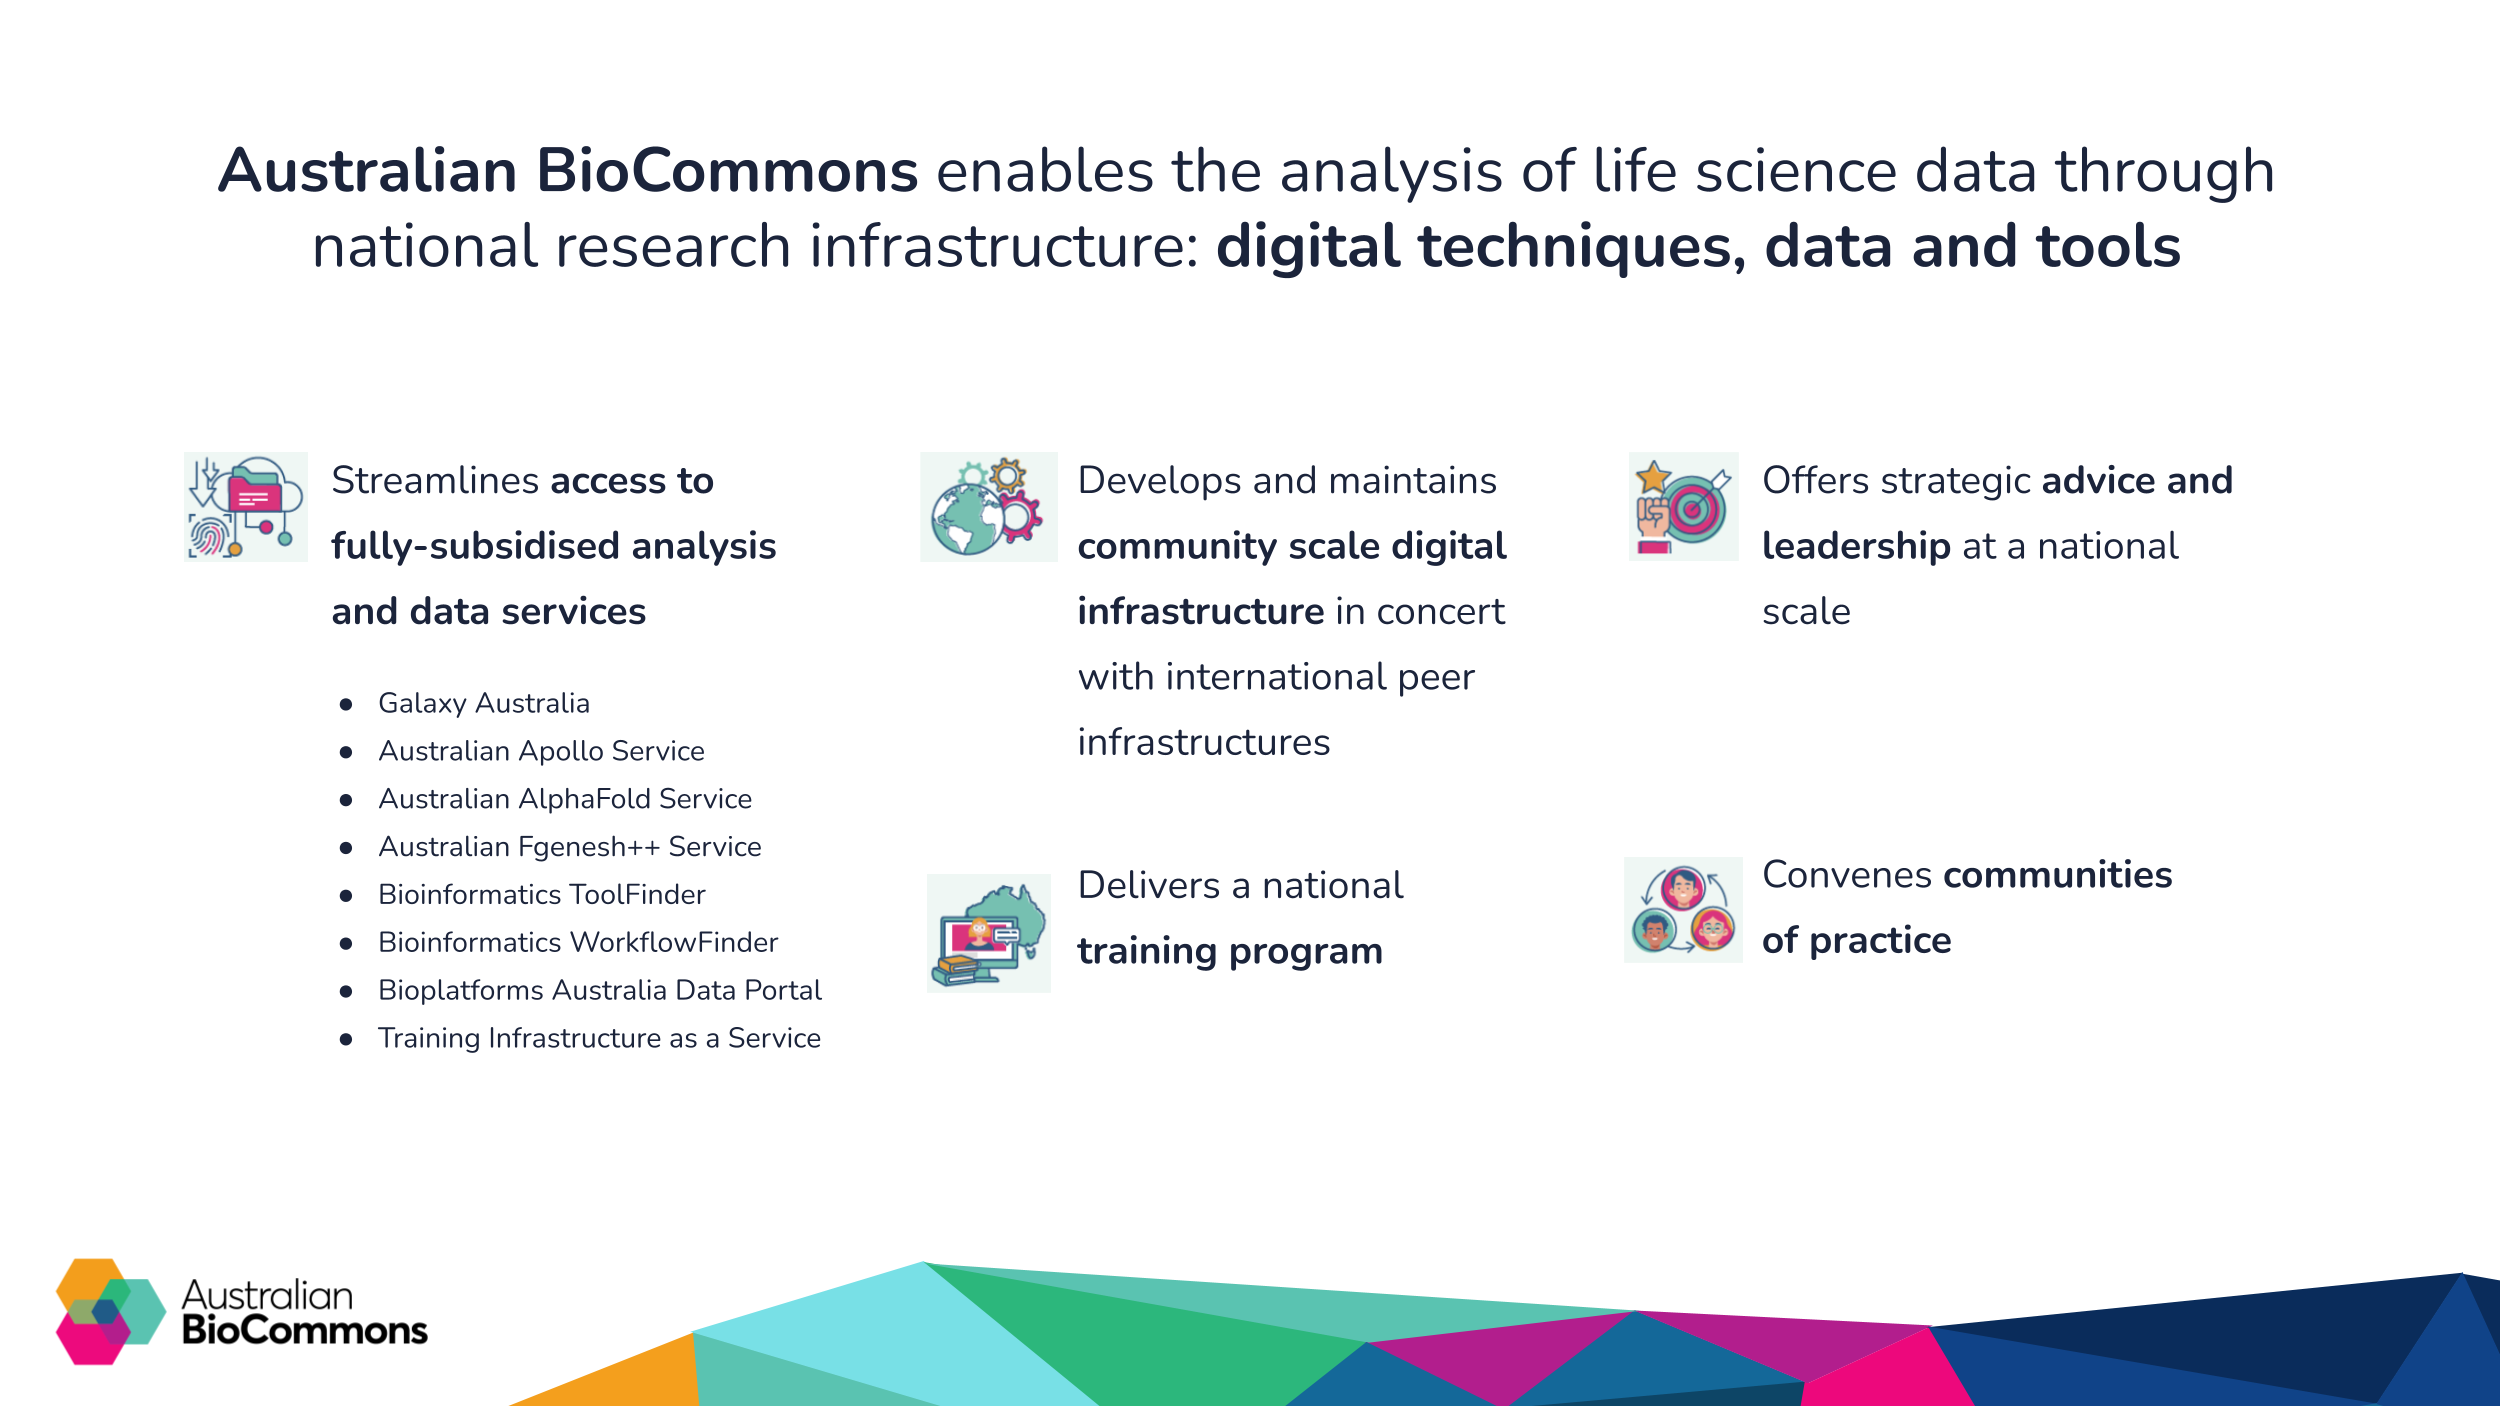 Australian BioCommons enables the analysis of life science data through
national research infrastructure: digital techniques, data and tools
Streamlines access to
fully-subsidised analysis
and data services
● Galaxy Australia
● Australian Apollo Service
● Australian AlphaFold Service
● Australian Fgenesh++ Service
● Bioinformatics ToolFinder
● Bioinformatics WorkflowFinder
● Bioplatforms Australia Data Portal
● Training Infrastructure as a Service
Develops and maintains
community scale digital
infrastructure in concert
with international peer
infrastructures
Delivers a national
training program
Offers strategic advice and
leadership at a national
scale
Convenes communities
of practice
Australian
BioCommons